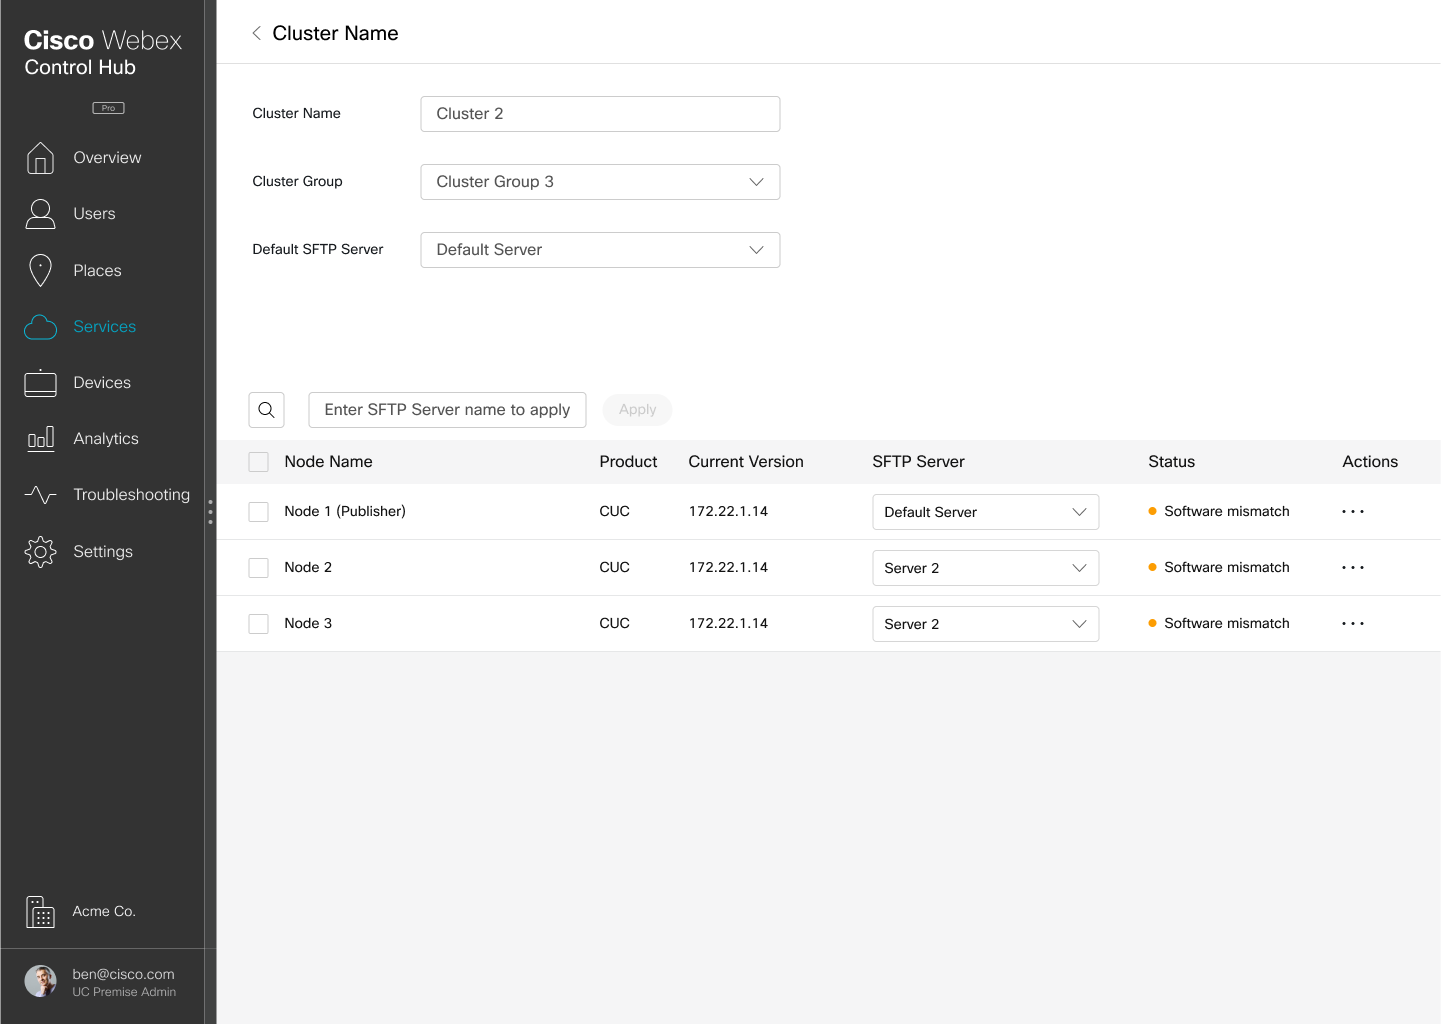 Cisco Webex
Control Hub
Pro
Overview
Users
Places
Services
Devices
Analytics
Troubleshooting
Settings
Acme Co.
ben@cisco.com
UC Premise Admin
Cluster Name
Cluster Name Cluster 2
Cluster Group Cluster Group 3
Default SFTP Server Default Server
Enter SFTP Server name to apply Apply
Node Name Product Current Version SFTP Server Status Actions
Node 1 (Publisher) CUC 172.22.1.14 Default Server Software mismatch
Node 2 CUC 172.22.1.14 Server 2 Software mismatch
Node 3 CUC 172.22.1.14 Server 2 Software mismatch